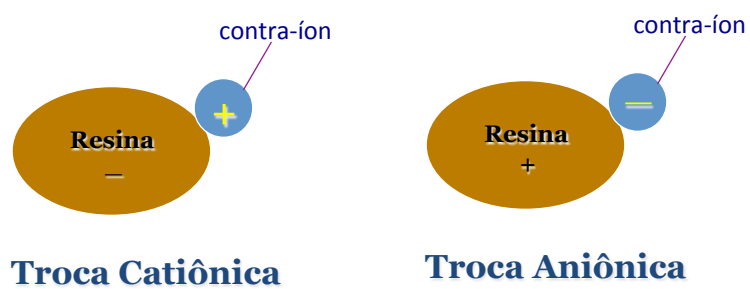 contra-íon
Resina
—
+
Troca Catiônica
contra-íon
Resina
+
—
Troca Aniônica